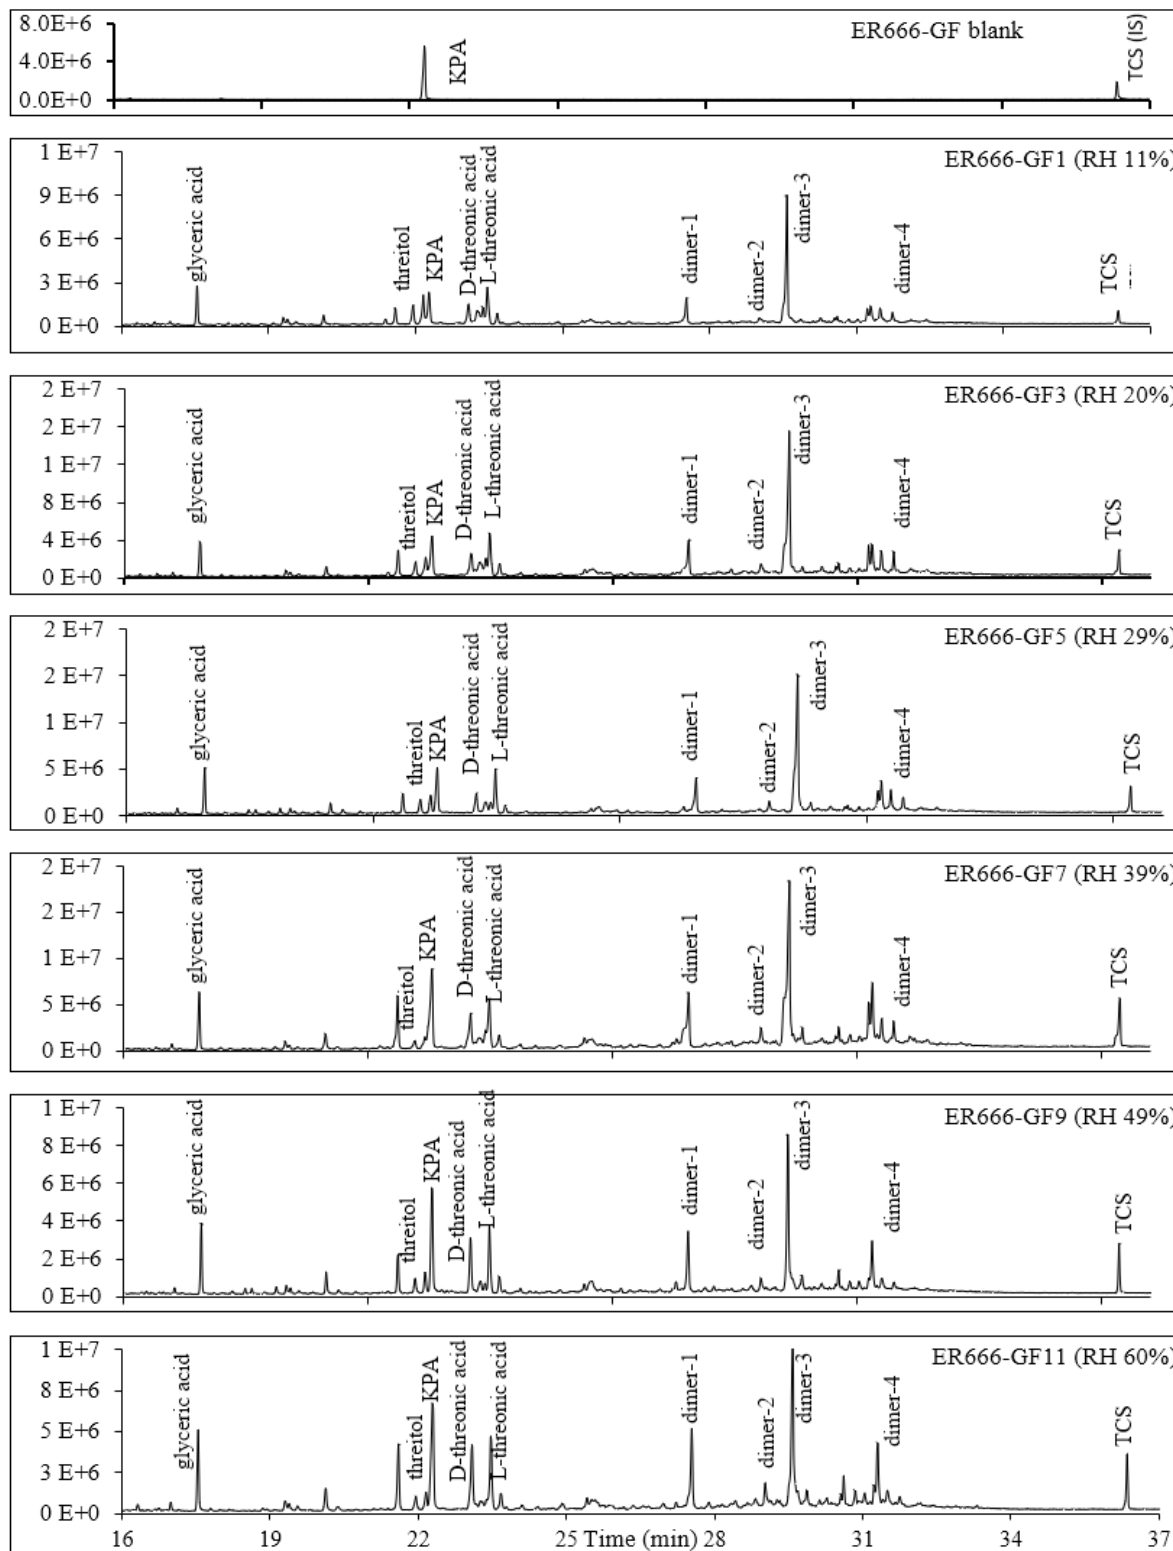 8.0E+6
4.0E+6
0.0E+0
KPA
ER666-GF blank
TCS (IS)
1 E+7
9 E+6
6 E+6
3 E+6
0 E+0
glyceric acid
threitol
KPA
D-threonic acid
L-threonic acid
dimer-1
dimer-2
dimer-3
dimer-4
ER666-GF1 (RH 11%)
TCS
2 E+7
2 E+7
1 E+7
8 E+6
4 E+6
0 E+0
glyceric acid
threitol
KPA
D-threonic acid
L-threonic acid
dimer-1
dimer-2
dimer-3
dimer-4
ER666-GF3 (RH 20%)
TCS
2 E+7
2 E+7
1 E+7
5 E+6
0 E+0
glyceric acid
threitol
KPA
D-threonic acid
L-threonic acid
dimer-1
dimer-2
dimer-3
dimer-4
ER666-GF5 (RH 29%)
TCS
2 E+7
2 E+7
1 E+7
5 E+6
0 E+0
glyceric acid
threitol
KPA
D-threonic acid
L-threonic acid
dimer-1
dimer-2
dimer-3
dimer-4
ER666-GF7 (RH 39%)
TCS
1 E+7
8 E+6
6 E+6
4 E+6
2 E+6
0 E+0
glyceric acid
threitol
KPA
D-threonic acid
L-threonic acid
dimer-1
dimer-2
dimer-3
dimer-4
ER666-GF9 (RH 49%)
TCS
1 E+7
8 E+6
5 E+6
3 E+6
0 E+0
glyceric acid
threitol
KPA
D-threonic acid
L-threonic acid
dimer-1
dimer-2
dimer-3
dimer-4
ER666-GF11 (RH 60%)
TCS
16 19 22 25 Time (min) 28 31 34 37